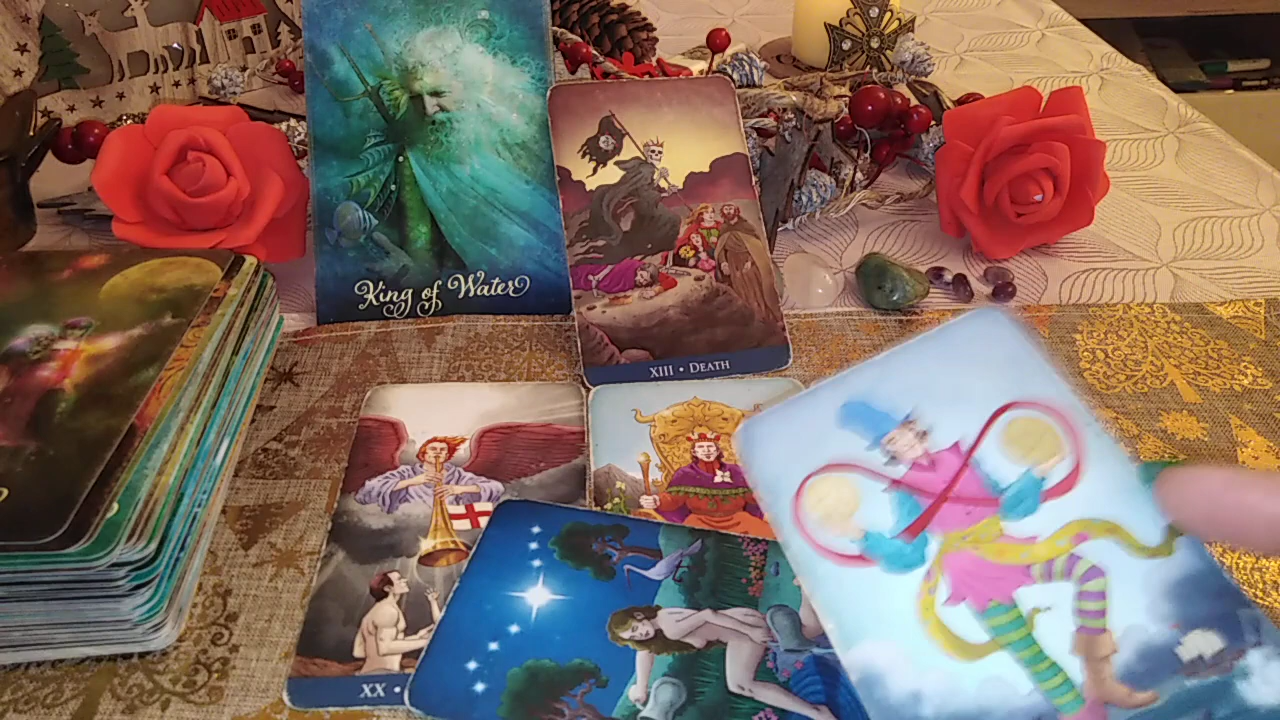 King of Water
XIII • DEATH
XX •